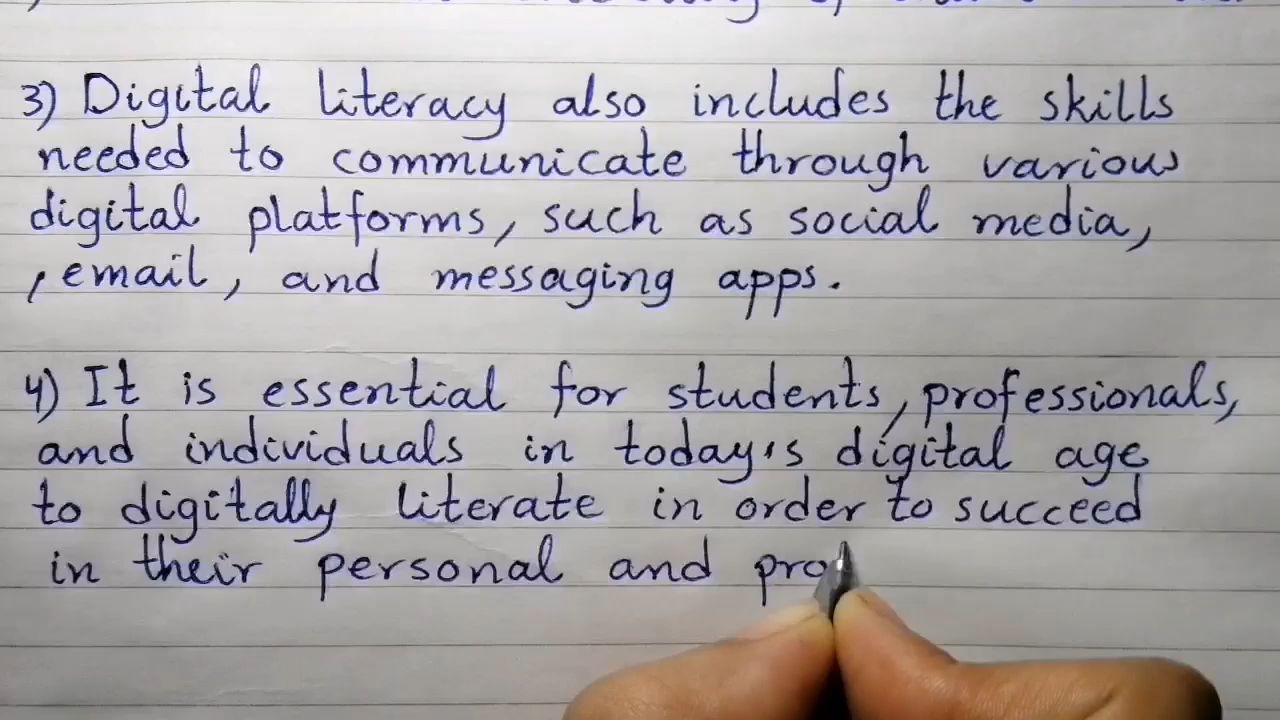 3) Digital literacy also includes the skills
needed to communicate through various
digital platforms, such as social media,
, email, and messaging apps.
4) It is essential for students, professionals,
and individuals in today's digital age
to digitally literate in order to succeed
in their personal and pro